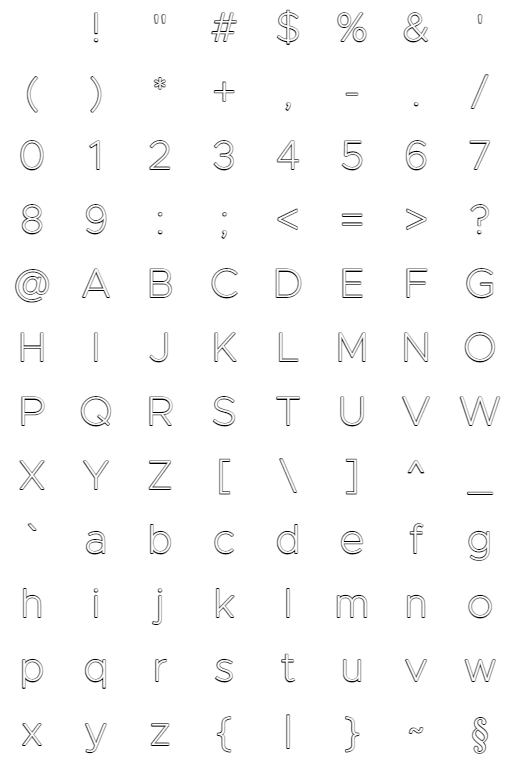 ! " # $ % & '
( ) * + , - . /
0 1 2 3 4 5 6 7
8 9 : ; < = > ?
@ A B C D E F G
H I J K L M N O
P Q R S T U V W
X Y Z [ \ ] ^ _
` a b c d e f g
h i j k l m n o
p q r s t u v w
x y z { | } ~ §